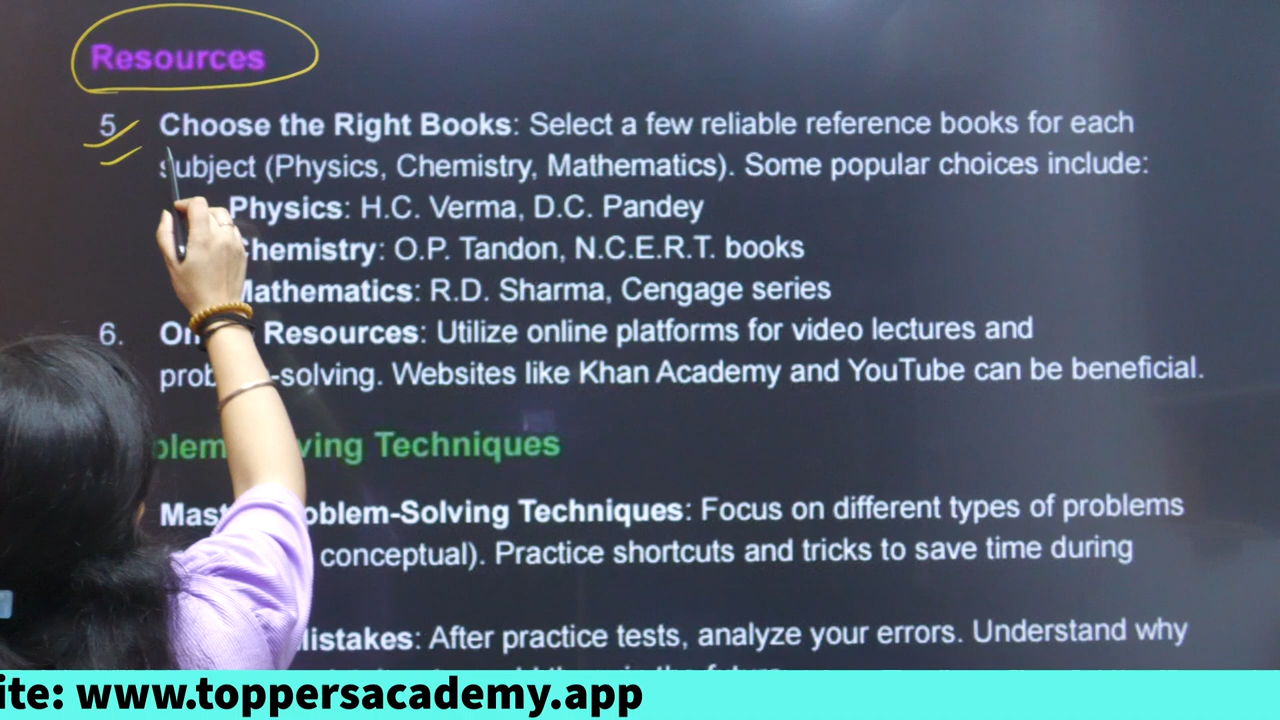 Resources
5 Choose the Right Books: Select a few reliable reference books for each
subject (Physics, Chemistry, Mathematics). Some popular choices include:
Physics: H.C. Verma, D.C. Pandey
Chemistry: O.P. Tandon, N.C.E.R.T. books
Mathematics: R.D. Sharma, Cengage series
6. Resources: Utilize online platforms for video lectures and
-solving. Websites like Khan Academy and YouTube can be beneficial.
Techniques
Problem-Solving Techniques: Focus on different types of problems
conceptual). Practice shortcuts and tricks to save time during
Mistakes: After practice tests, analyze your errors. Understand why
ite: www.toppersacademy.app